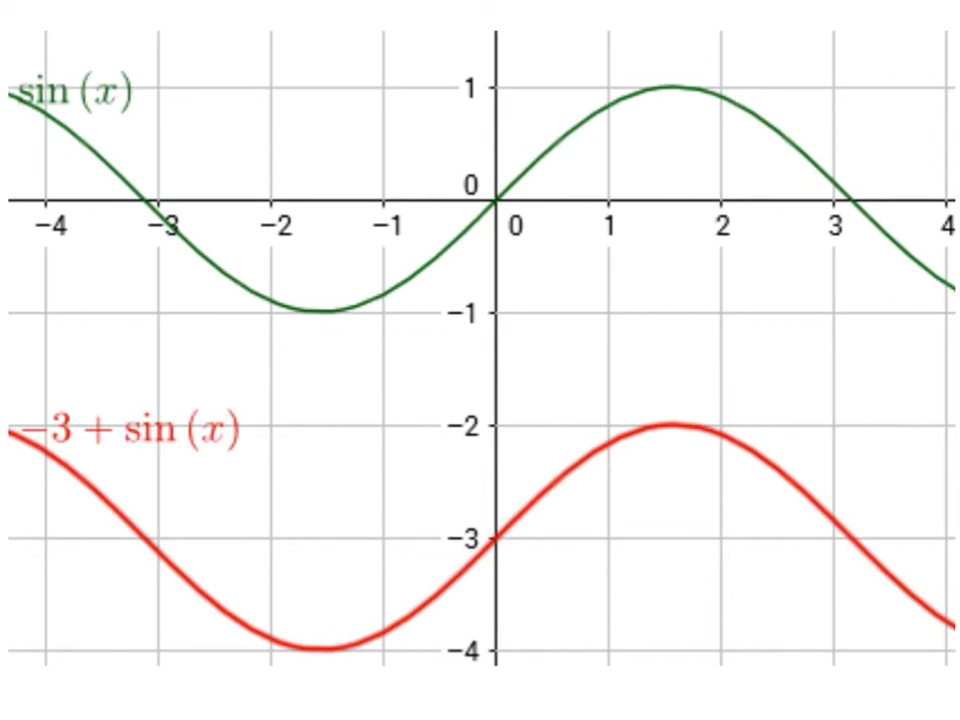 sin (x)
1
0
−4 −3 −2 −1 0 1 2 3 4
−1
−3 + sin (x)
−2
−3
−4